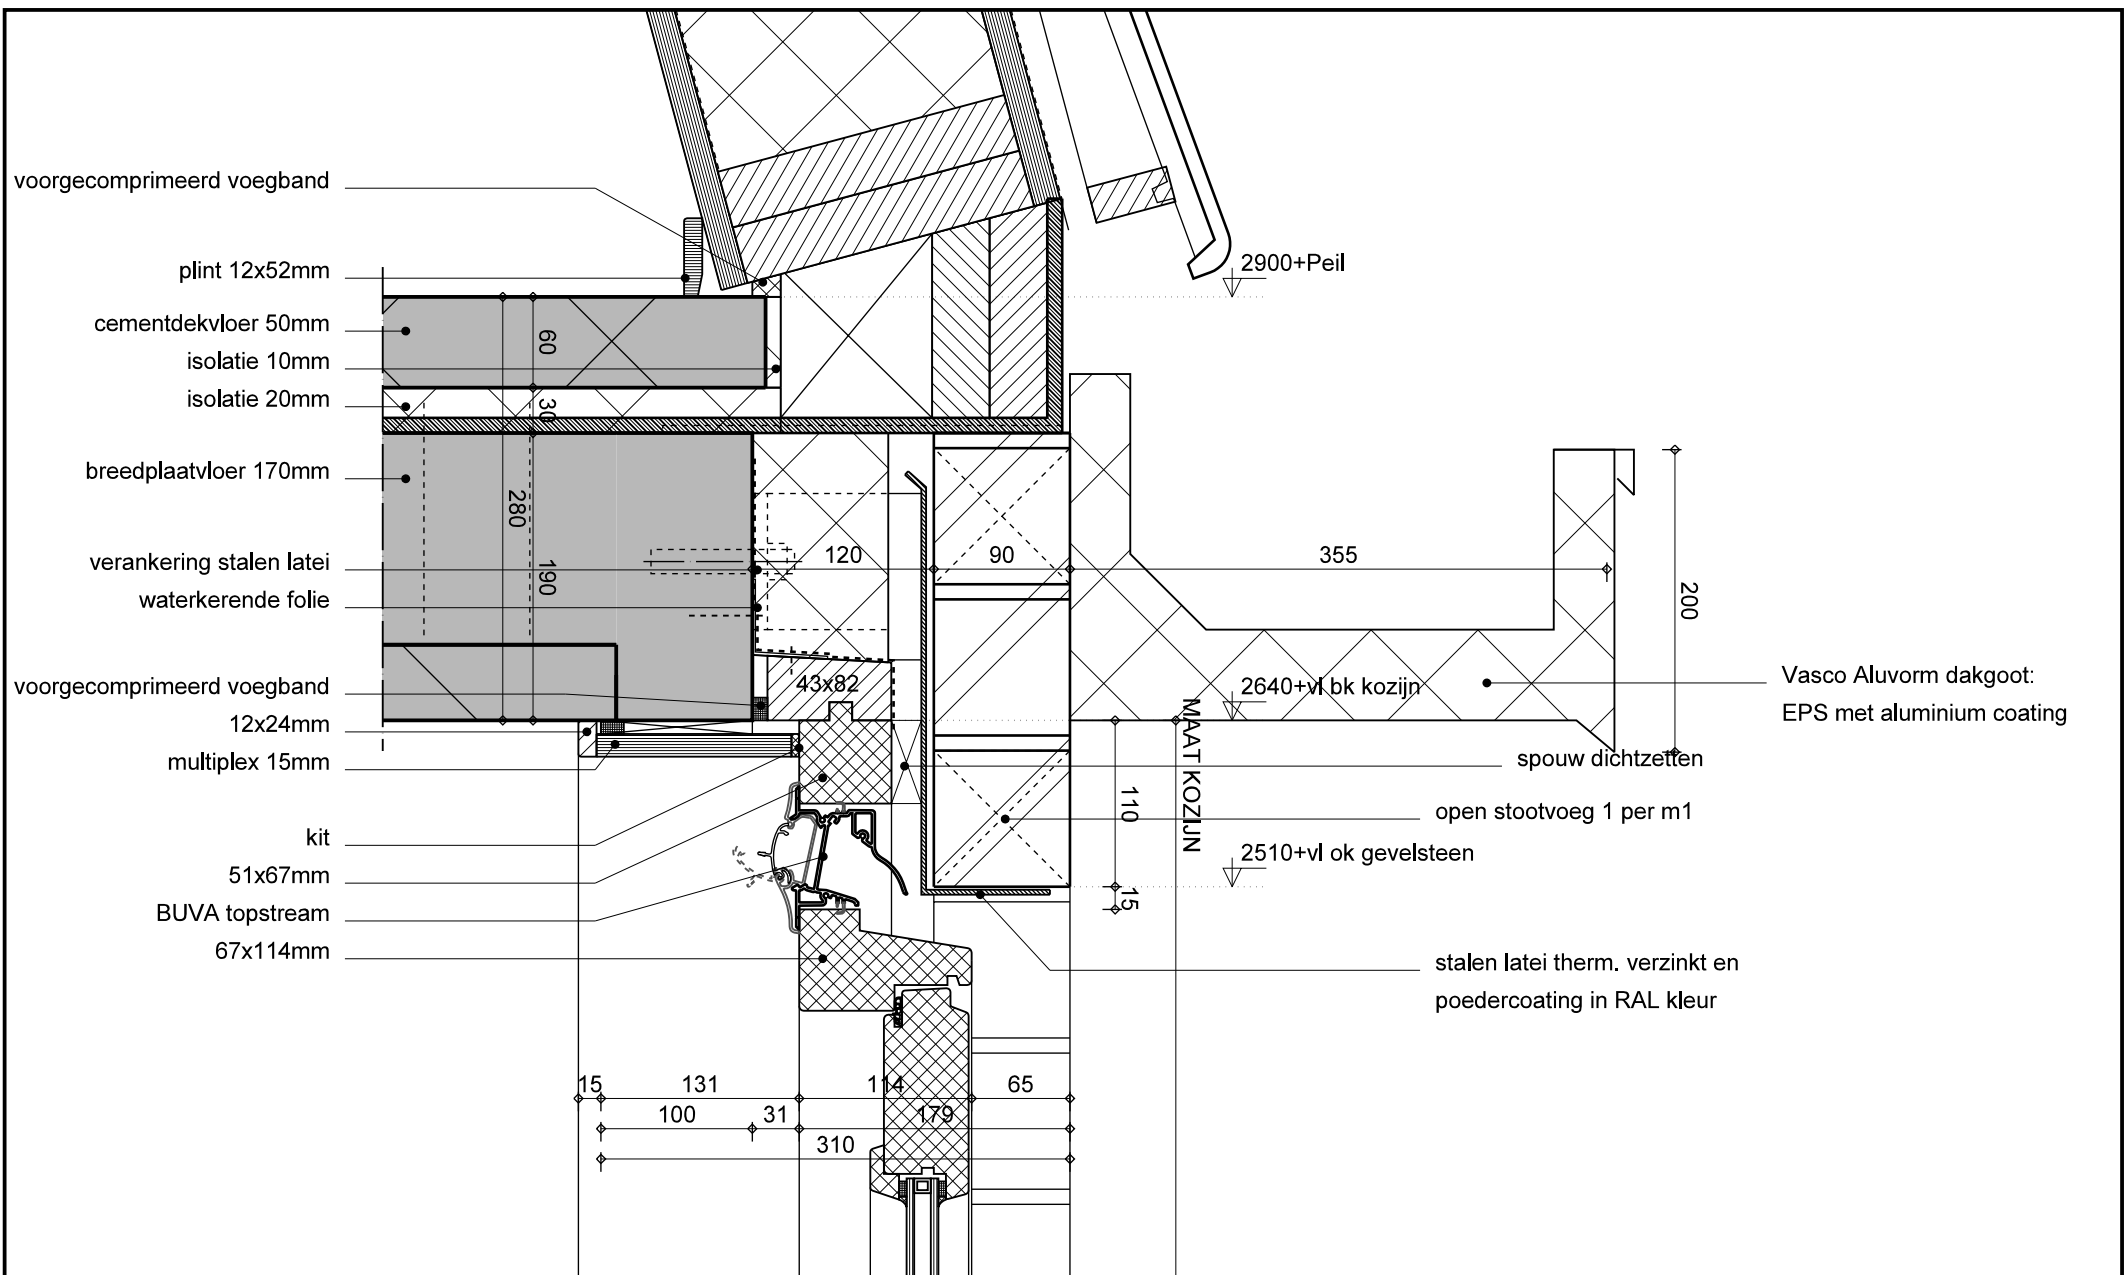 voorgecomprimeerd voegband
plint 12x52mm
cementdekvloer 50mm
isolatie 10mm
isolatie 20mm
breedplaatvloer 170mm
verankering stalen latei
waterkerende folie
voorgecomprimeerd voegband
12x24mm
multiplex 15mm
kit
51x67mm
BUVA topstream
67x114mm
60
30
280
190
120
90
355
200
43x82
2900+Peil
2640+vl bk kozijn
MAAT KOZIJN
110
15
2510+vl ok gevelsteen
Vasco Aluvorm dakgoot:
EPS met aluminium coating
spouw dichtzetten
open stootvoeg 1 per m1
stalen latei therm. verzinkt en
poedercoating in RAL kleur
15
131
114
65
100
31
179
310